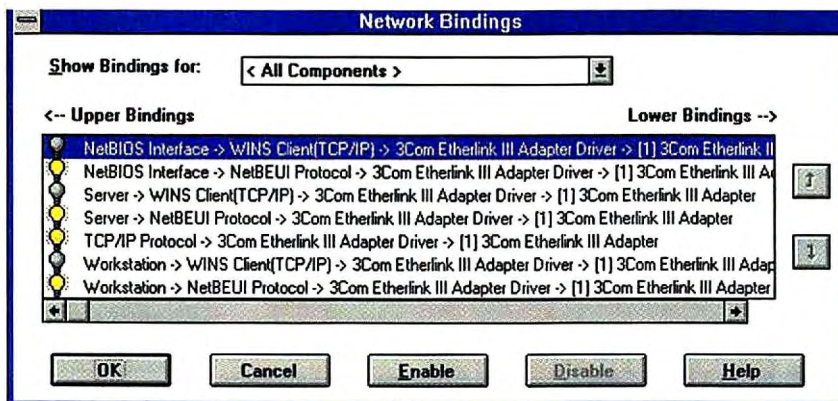 Network Bindings
Show Bindings for: < All Components >
<-- Upper Bindings Lower Bindings -->
NetBIOS Interface -> WINS Client(TCP/IP) -> 3Com Etherlink III Adapter Driver -> [1] 3Com Etherlink II
NetBIOS Interface -> NetBEUI Protocol -> 3Com Etherlink III Adapter Driver -> [1] 3Com Etherlink III Ad
Server -> WINS Client(TCP/IP) -> 3Com Etherlink III Adapter Driver -> [1] 3Com Etherlink III Adapter
Server -> NetBEUI Protocol -> 3Com Etherlink III Adapter Driver -> [1] 3Com Etherlink III Adapter
TCP/IP Protocol -> 3Com Etherlink III Adapter Driver -> [1] 3Com Etherlink III Adapter
Workstation -> WINS Client(TCP/IP) -> 3Com Etherlink III Adapter Driver -> [1] 3Com Etherlink III Adap
Workstation -> NetBEUI Protocol -> 3Com Etherlink III Adapter Driver -> [1] 3Com Etherlink III Adapter
OK Cancel Enable Disable Help